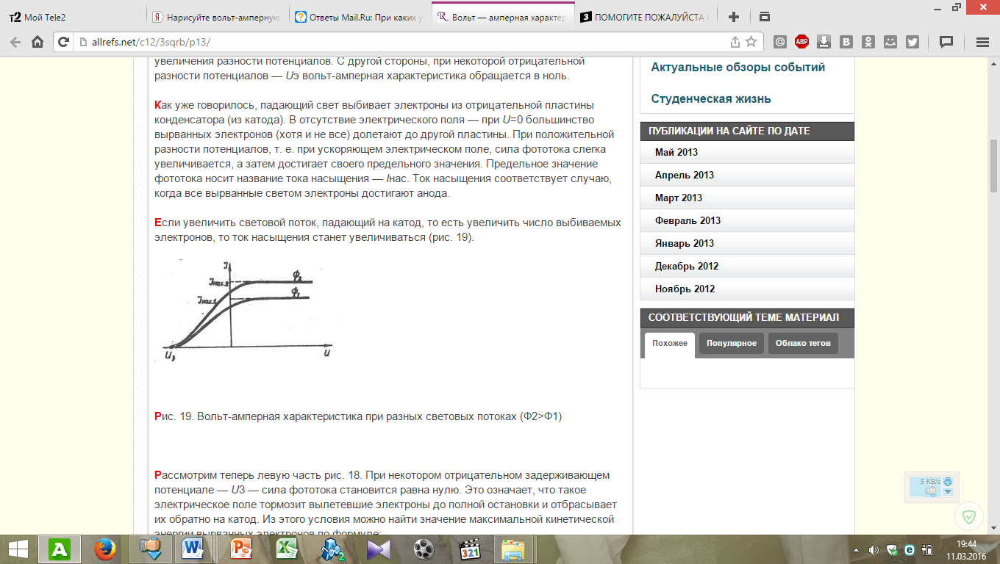 Мой Tele2
Нарисуйте вольт-амперную
Ответы Mail.Ru: При каких у
Вольт — амперная характер
ПОМОГИТЕ ПОЖАЛУЙСТА
allrefs.net/c12/3sqrb/p13/
увеличения разности потенциалов. С другой стороны, при некоторой отрицательной
разности потенциалов — Uэ вольт-амперная характеристика обращается в ноль.
Как уже говорилось, падающий свет выбивает электроны из отрицательной пластины
конденсатора (из катода). В отсутствие электрического поля — при U=0 большинство
вырванных электронов (хотя и не все) долетают до другой пластины. При положительной
разности потенциалов, т. е. при ускоряющем электрическом поле, сила фототока слегка
увеличивается, а затем достигает своего предельного значения. Предельное значение
фототока носит название тока насыщения — Iнас. Ток насыщения соответствует случаю,
когда все вырванные светом электроны достигают анода.
Если увеличить световой поток, падающий на катод, то есть увеличить число выбиваемых
электронов, то ток насыщения станет увеличиваться (рис. 19).
I
Iнас.2
Ф2
Iнас.1
Ф1
Uз
U
Рис. 19. Вольт-амперная характеристика при разных световых потоках (Ф2>Ф1)
Рассмотрим теперь левую часть рис. 18. При некотором отрицательном задерживающем
потенциале — U3 — сила фототока становится равна нулю. Это означает, что такое
электрическое поле тормозит вылетевшие электроны до полной остановки и отбрасывает
их обратно на катод. Из этого условия можно найти значение максимальной кинетической
энергии вырванных электронов по формуле:
Актуальные обзоры событий
Студенческая жизнь
ПУБЛИКАЦИИ НА САЙТЕ ПО ДАТЕ
Май 2013
Апрель 2013
Март 2013
Февраль 2013
Январь 2013
Декабрь 2012
Ноябрь 2012
СООТВЕТСТВУЮЩИЙ ТЕМЕ МАТЕРИАЛ
Похожее
Популярное
Облако тегов
5 KB/s
19:44
11.03.2016